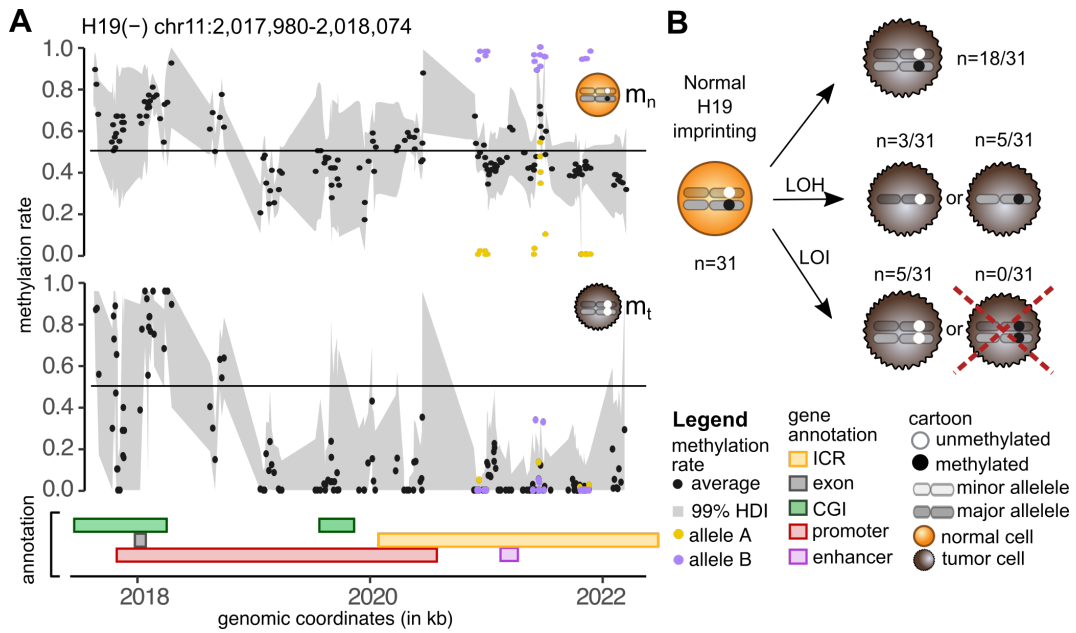 A
H19(−) chr11:2,017,980-2,018,074
1.0
0.8
0.6
0.4
0.2
0.0
mn
methylation rate
1.0
0.8
0.6
0.4
0.2
0.0
mt
annotation
2018
2020
2022
genomic coordinates (in kb)
B
Normal
H19
imprinting
n=31
n=18/31
n=3/31
n=5/31
LOH
or
LOI
n=5/31
n=0/31
or
Legend
methylation
rate
average
99% HDI
allele A
allele B
gene
annotation
ICR
exon
CGI
promoter
enhancer
cartoon
unmethylated
methylated
minor allele
major allele
normal cell
tumor cell